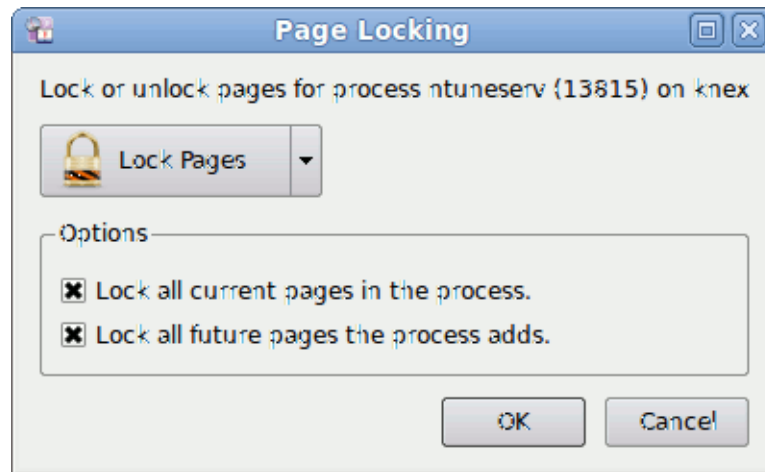 Page Locking
Lock or unlock pages for process ntuneserv (13815) on knex
Lock Pages
Options
Lock all current pages in the process.
Lock all future pages the process adds.
OK
Cancel